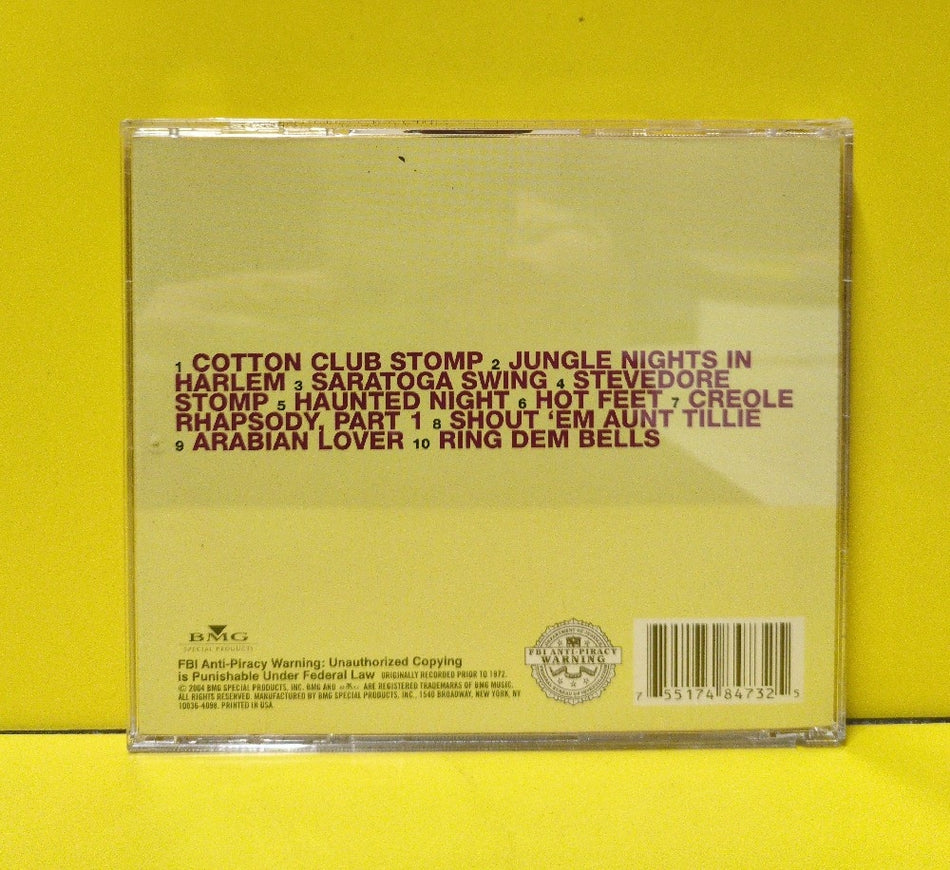 1 COTTON CLUB STOMP 2 JUNGLE NIGHTS IN
HARLEM 3 SARATOGA SWING 4 STEVEDORE
STOMP 5 HAUNTED NIGHT 6 HOT FEET 7 CREOLE
RHAPSODY, PART 1 8 SHOUT ‘EM AUNT TILLIE
9 ARABIAN LOVER 10 RING DEM BELLS
BMG
SPECIAL PRODUCTS
FBI Anti-Piracy Warning: Unauthorized Copying
is Punishable Under Federal Law ORIGINALLY RECORDED PRIOR TO 1972.
© 2004 BMG SPECIAL PRODUCTS, INC. BMG AND ARE REGISTERED TRADEMARKS OF BMG MUSIC.
ALL RIGHTS RESERVED. MANUFACTURED BY BMG SPECIAL PRODUCTS, INC., 1540 BROADWAY, NEW YORK, NY
10036-4098. PRINTED IN USA.
DEPARTMENT OF JUSTICE
FBI ANTI-PIRACY
WARNING
7 55174 84732 5